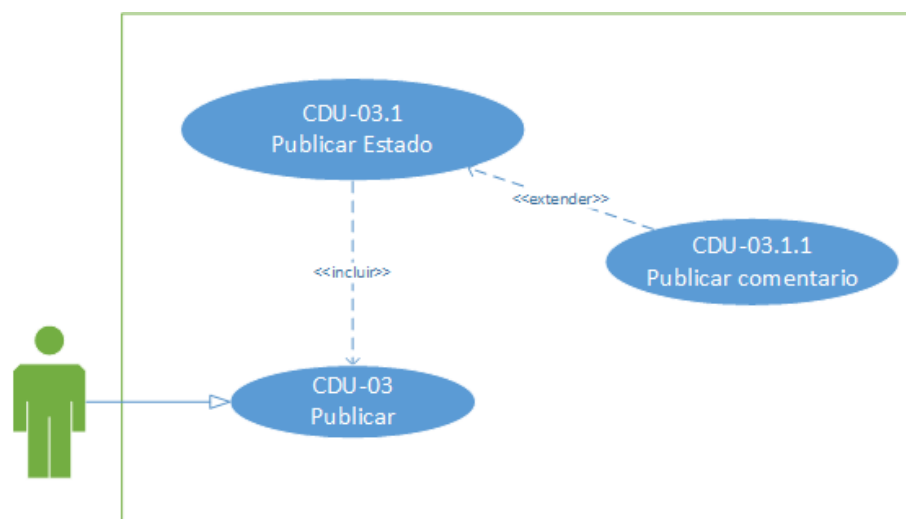 CDU-03.1
Publicar Estado
<<extender>>
CDU-03.1.1
Publicar comentario
<<incluir>>
CDU-03
Publicar